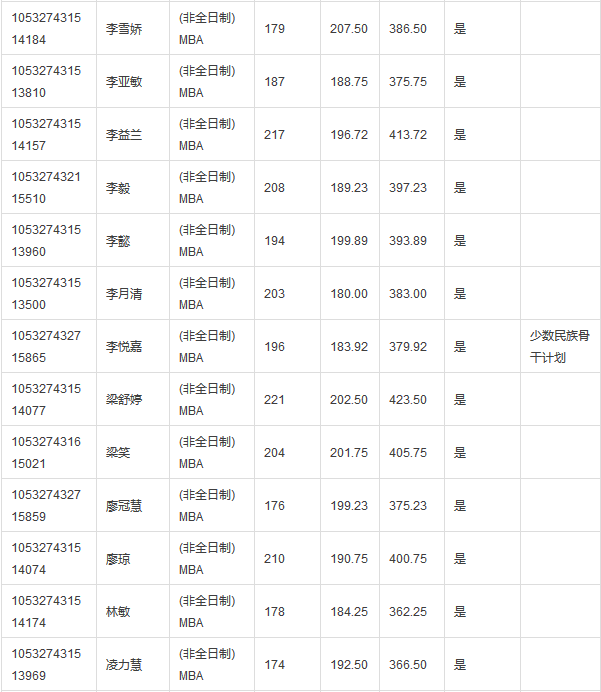 1053274315 (非全日制)
14184 李雪娇 MBA 179 207.50 386.50 是
1053274315 (非全日制)
13810 李亚敏 MBA 187 188.75 375.75 是
1053274315 (非全日制)
14157 李益兰 MBA 217 196.72 413.72 是
1053274321 (非全日制)
15510 李毅 MBA 208 189.23 397.23 是
1053274315 (非全日制)
13960 李懿 MBA 194 199.89 393.89 是
1053274315 (非全日制)
13500 李月清 MBA 203 180.00 383.00 是
1053274327 (非全日制) 少数民族骨
15865 李悦嘉 MBA 196 183.92 379.92 是 干计划
1053274315 (非全日制)
14077 梁舒婷 MBA 221 202.50 423.50 是
1053274316 (非全日制)
15021 梁笑 MBA 204 201.75 405.75 是
1053274327 (非全日制)
15859 廖冠慧 MBA 176 199.23 375.23 是
1053274315 (非全日制)
14074 廖琼 MBA 210 190.75 400.75 是
1053274315 (非全日制)
14174 林敏 MBA 178 184.25 362.25 是
1053274315 (非全日制)
13969 凌力慧 MBA 174 192.50 366.50 是